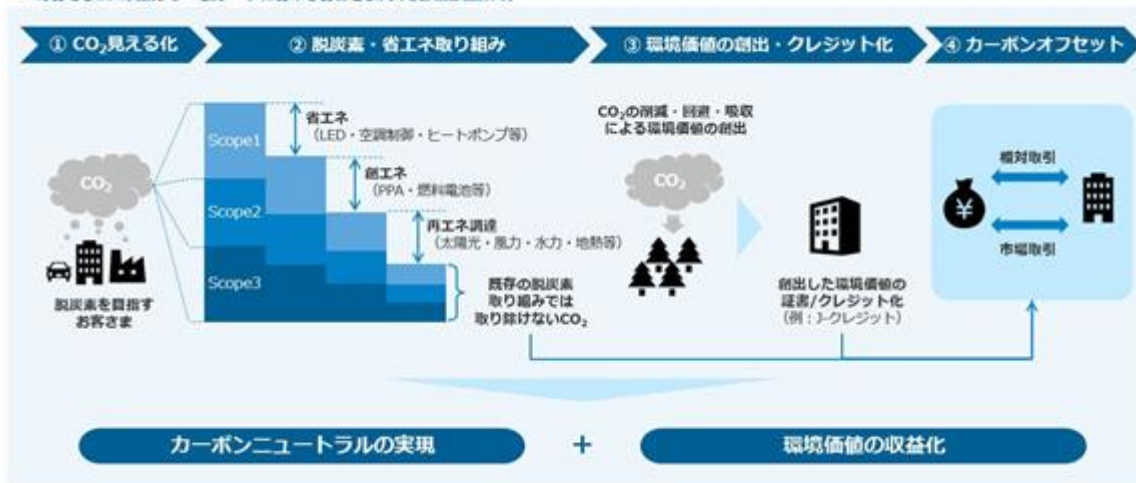 ① CO₂見える化
② 脱炭素・省エネ取り組み
③ 環境価値の創出・クレジット化
④ カーボンオフセット
CO₂
脱炭素を目指す
お客さま
Scope1
Scope2
Scope3
省エネ
（LED・空調制御・ヒートポンプ等）
創エネ
（PPA・燃料電池等）
再エネ調達
（太陽光・風力・水力・地熱等）
既存の脱炭素
取り組みでは
取り除けないCO₂
CO₂の削減・回避・吸収
による環境価値の創出
CO₂
創出した環境価値の
証書/クレジット化
（例：J-クレジット）
相対取引
¥
市場取引
カーボンニュートラルの実現
+
環境価値の収益化